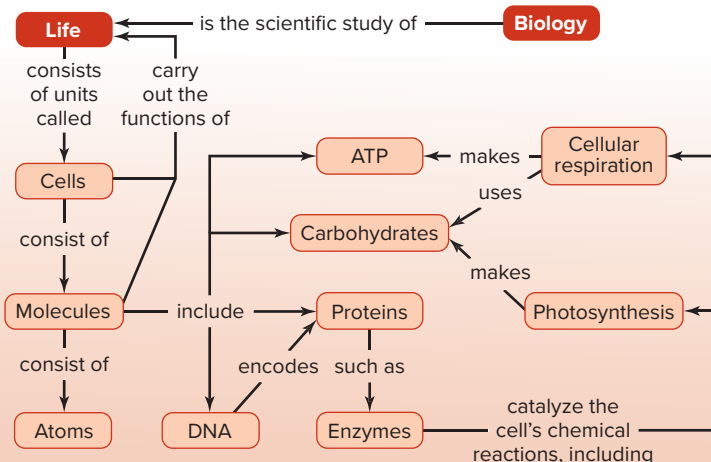 Life
is the scientific study of
Biology
consists
of units
called
carry
out the
functions of
ATP
makes
Cellular
respiration
Cells
uses
consist of
Carbohydrates
makes
Molecules
include
Proteins
Photosynthesis
consist of
encodes
such as
Atoms
DNA
Enzymes
catalyze the
cell's chemical
reactions, including